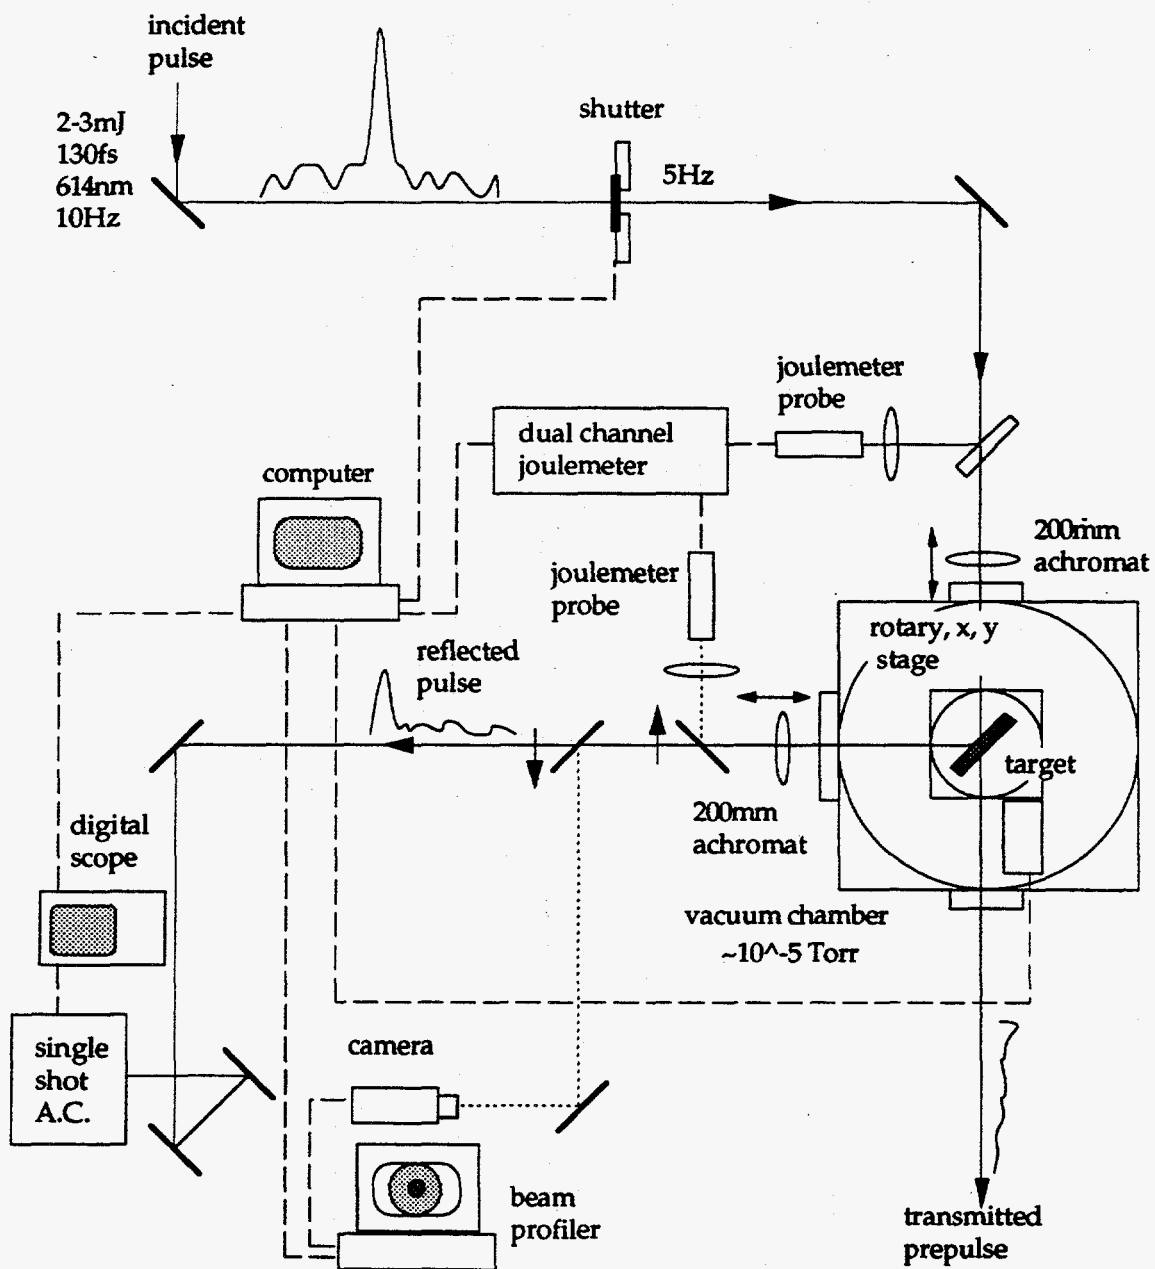 incident
pulse
2-3mJ
130fs
614nm
10Hz
shutter
5Hz
joulemeter
probe
dual channel
joulemeter
computer
200mm
achromat
joulemeter
probe
rotary, x, y
stage
reflected
pulse
target
200mm
achromat
digital
scope
vacuum chamber
~10^-5 Torr
single
shot
A.C.
camera
beam
profiler
transmitted
prepulse